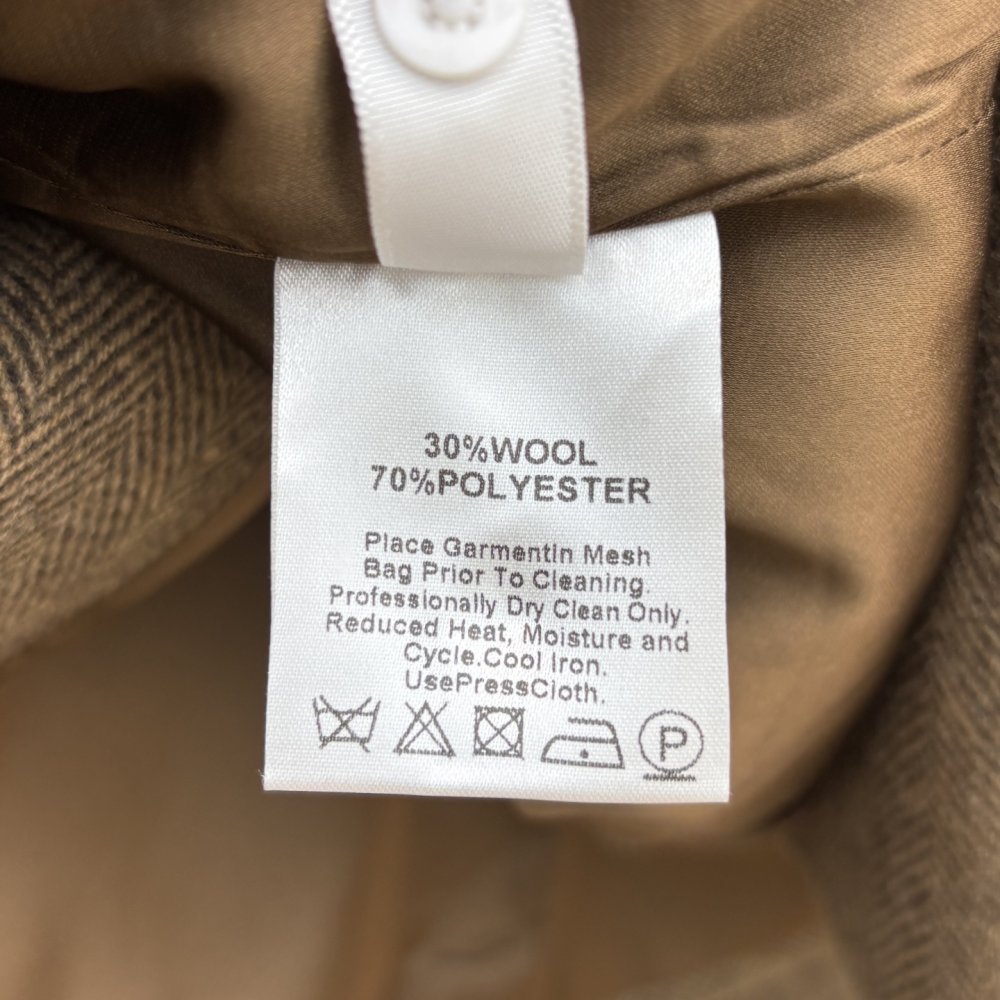 30%WOOL
70%POLYESTER
Place Garmentin Mesh
Bag Prior To Cleaning.
Professionally Dry Clean Only.
Reduced Heat, Moisture and
Cycle.Cool Iron.
UsePressCloth.
P